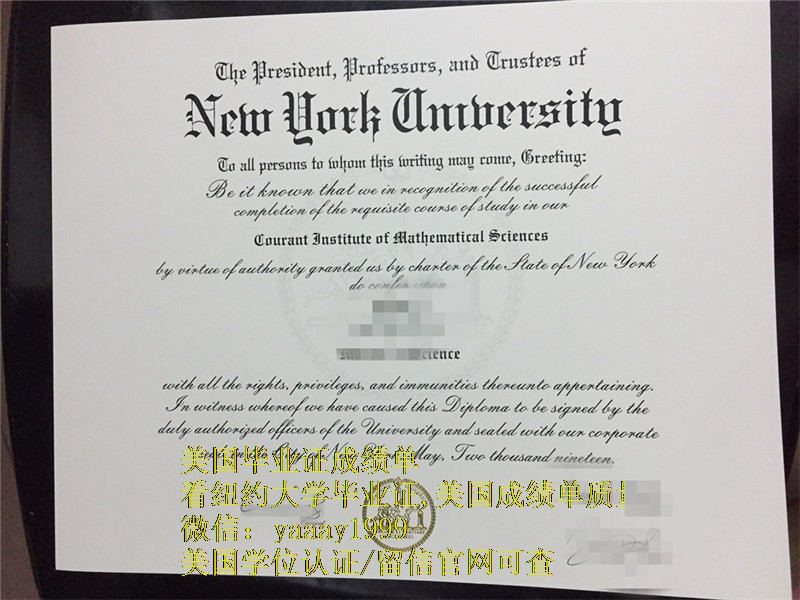 The President, Professors, and Trustees of
New York University
To all persons to whom this writing may come, Greeting:
Be it known that we in recognition of the successful
completion of the requisite course of study in our
Courant Institute of Mathematical Sciences
by virtue of authority granted us by charter of the State of New York
do confer upon
with all the rights, privileges, and immunities thereunto appertaining.
In witness whereof we have caused this Diploma to be signed by the
duly authorized officers of the University and sealed with our corporate
May, Two thousand nineteen.
美国毕业证成绩单
看纽约大学毕业证,美国成绩单质
微信：yaaay1999
美国学位认证/留信官网可查